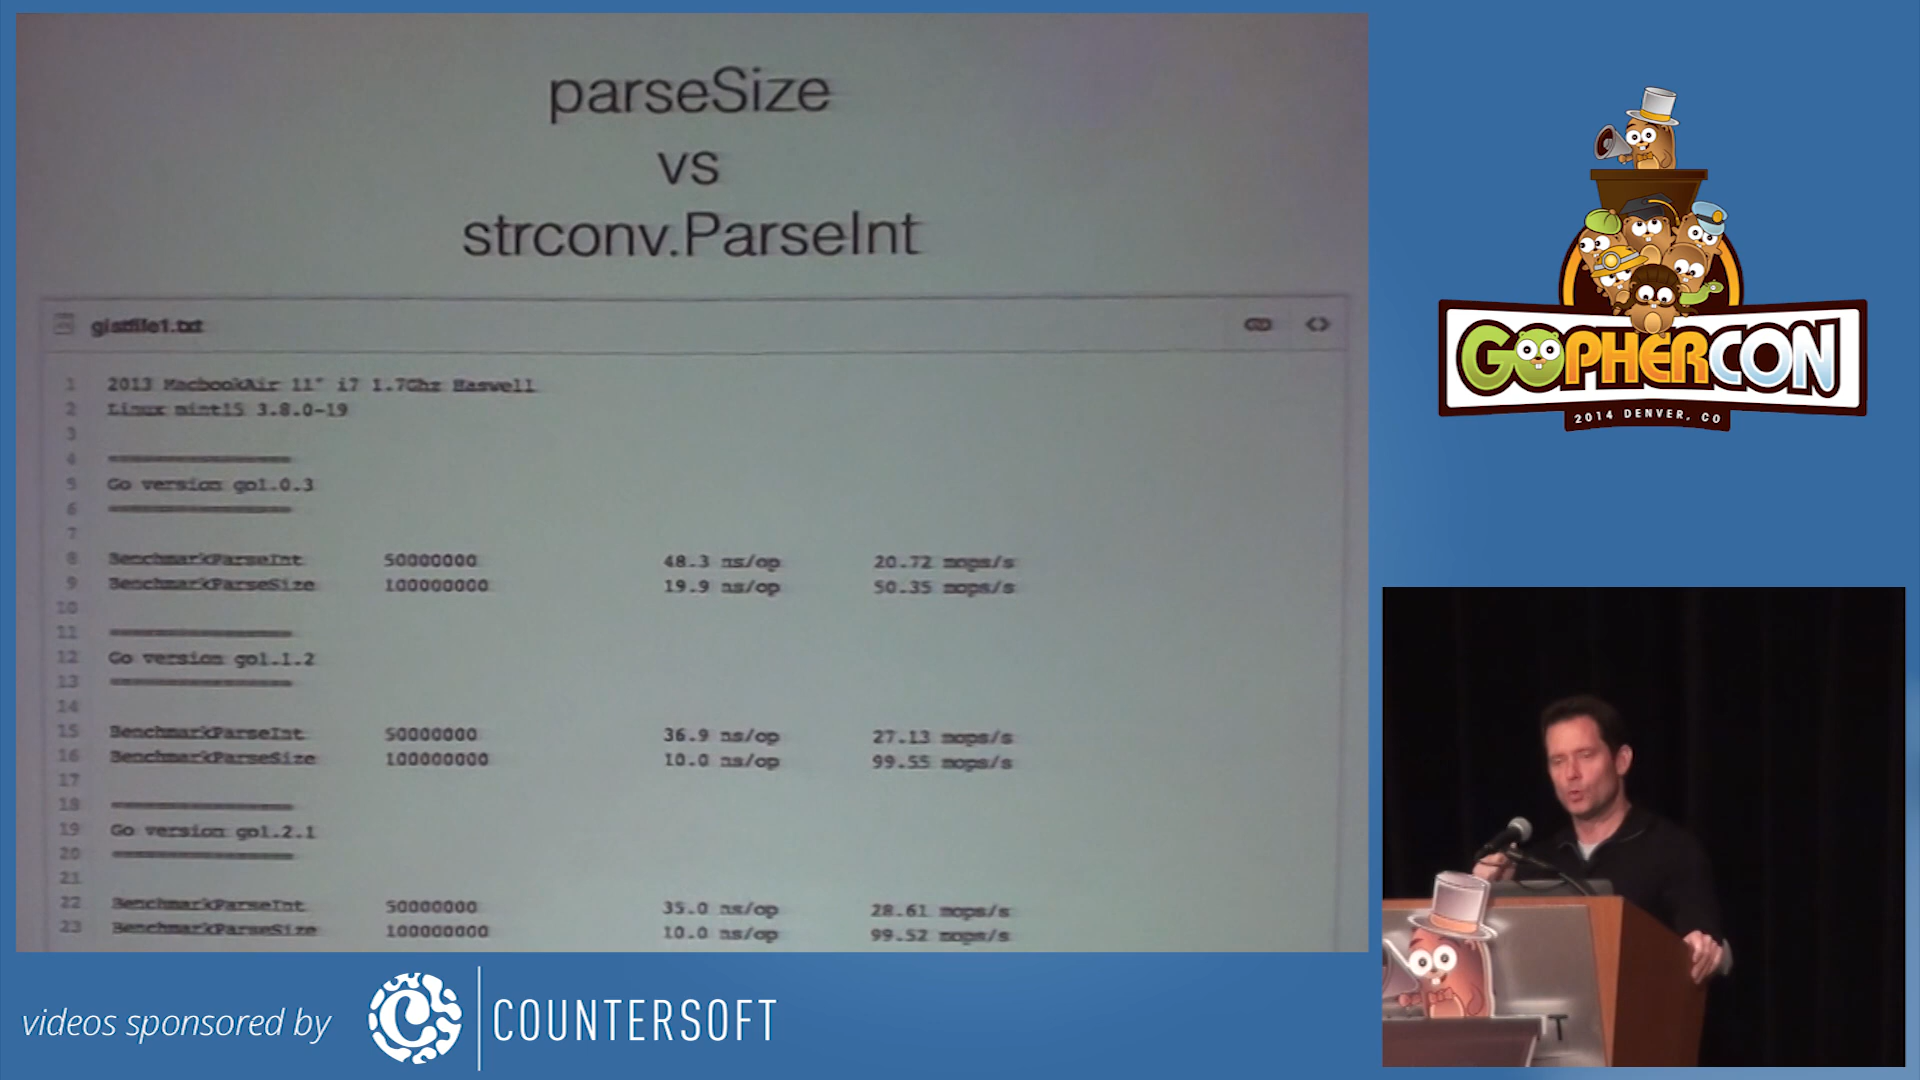 parseSize
vs
strconv.ParseInt
gistfile1.txt
1 2013 MacbookAir 11" i7 1.7Ghz Haswell
2 Linux mint15 3.8.0-19
3
4 ================
5 Go version go1.0.3
6 ================
7
8 BenchmarkParseInt 50000000 48.3 ns/op 20.72 mops/s
9 BenchmarkParseSize 100000000 19.9 ns/op 50.35 mops/s
10
11 ================
12 Go version go1.1.2
13 ================
14
15 BenchmarkParseInt 50000000 36.9 ns/op 27.13 mops/s
16 BenchmarkParseSize 100000000 10.0 ns/op 99.55 mops/s
17
18 ================
19 Go version go1.2.1
20 ================
21
22 BenchmarkParseInt 50000000 35.0 ns/op 28.61 mops/s
23 BenchmarkParseSize 100000000 10.0 ns/op 99.52 mops/s
GOPHERCON
2014 DENVER, CO
T
videos sponsored by
COUNTERSOFT